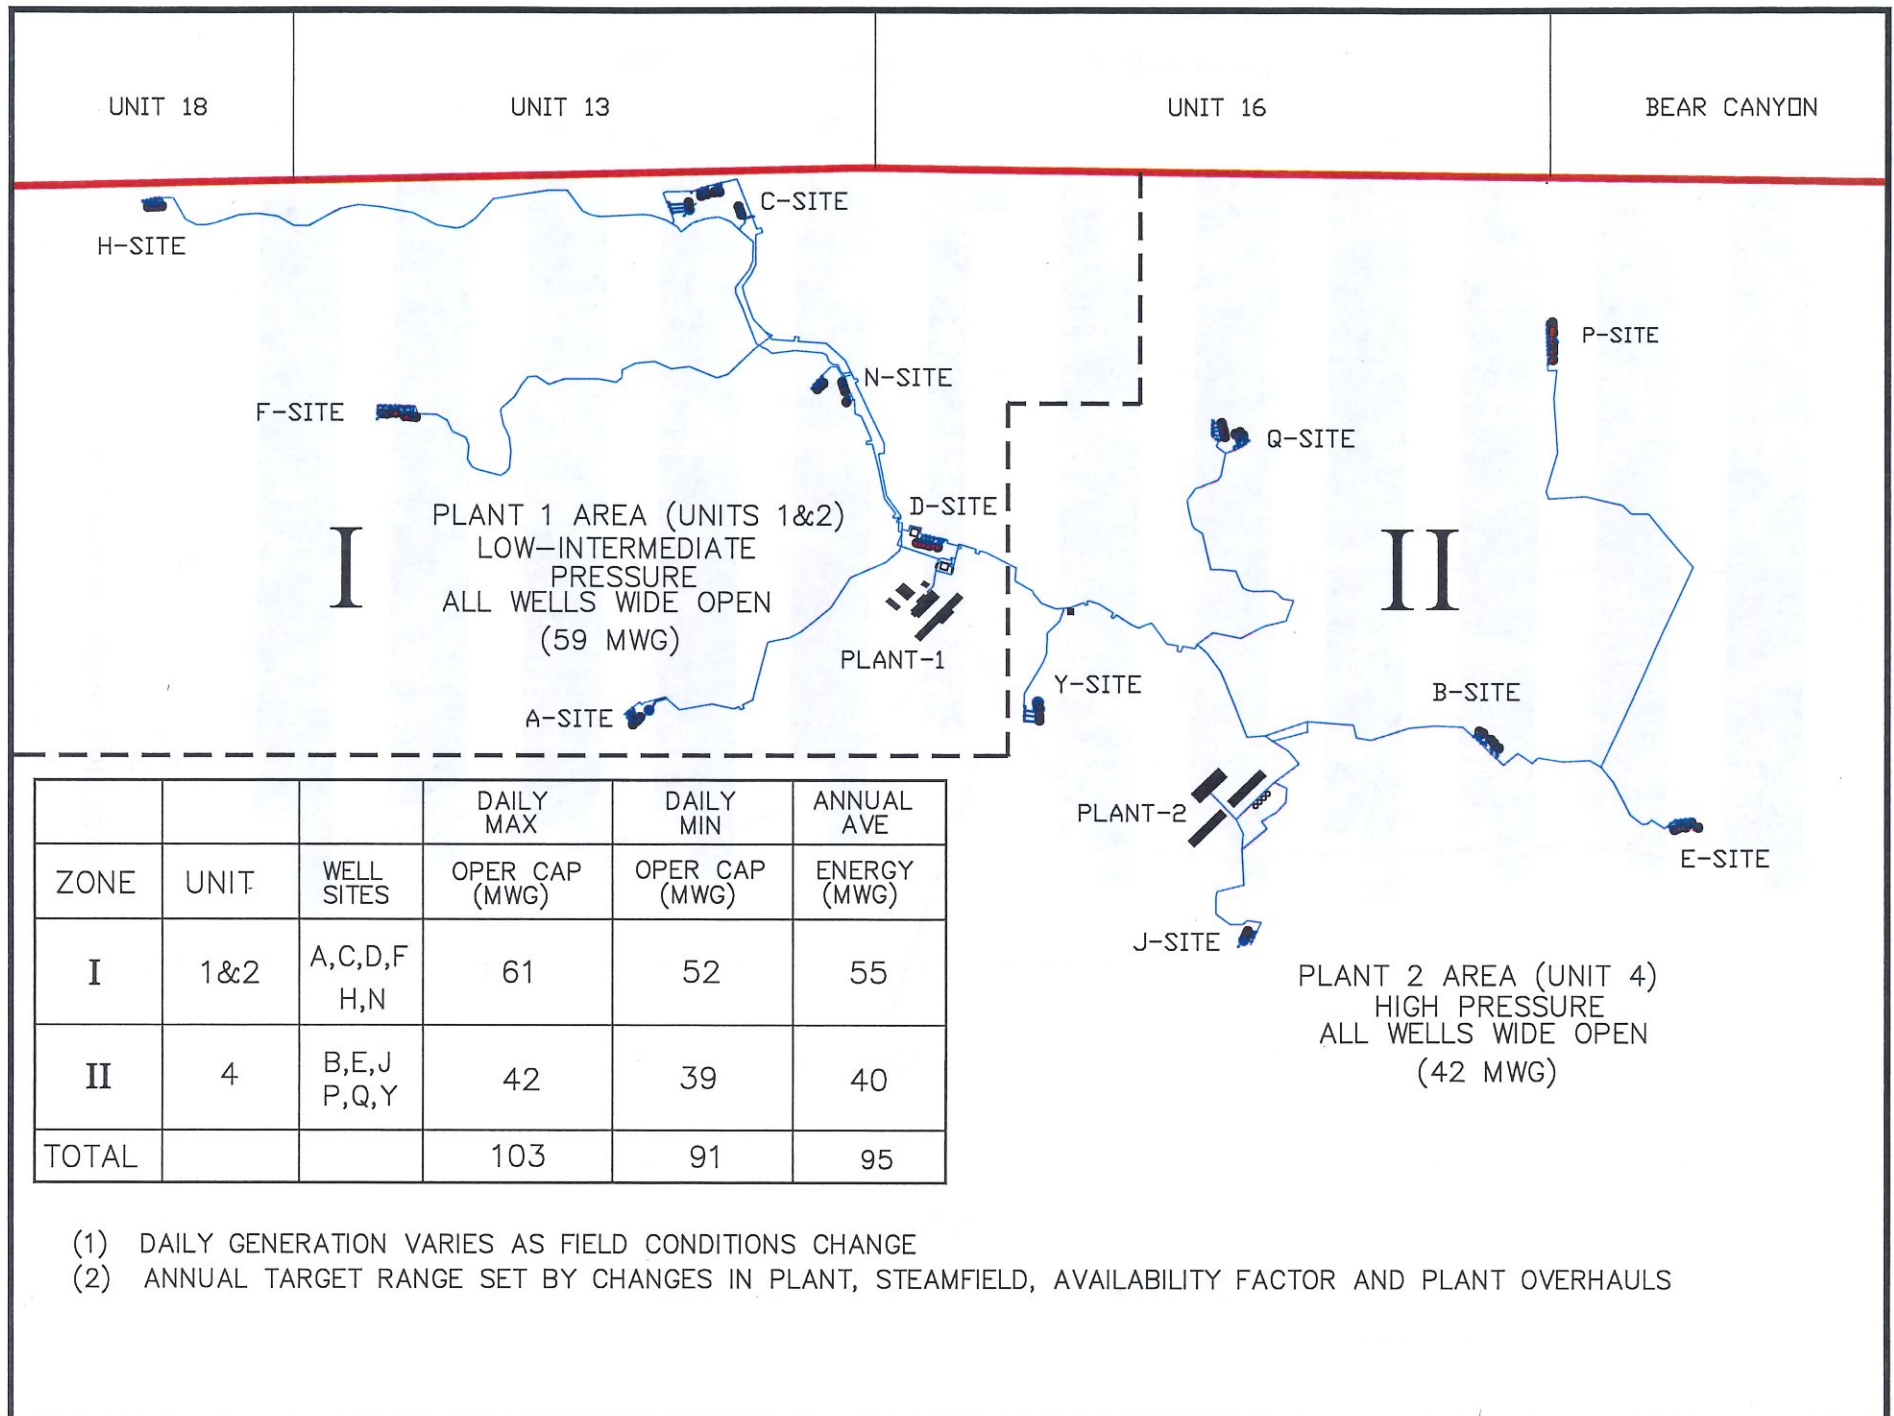 UNIT 18
UNIT 13
UNIT 16
BEAR CANYON
C-SITE
H-SITE
P-SITE
N-SITE
F-SITE
Q-SITE
D-SITE
I
PLANT 1 AREA (UNITS 1&2)
LOW-INTERMEDIATE
PRESSURE
ALL WELLS WIDE OPEN
(59 MWG)
II
PLANT-1
Y-SITE
B-SITE
A-SITE
PLANT-2
E-SITE
J-SITE
PLANT 2 AREA (UNIT 4)
HIGH PRESSURE
ALL WELLS WIDE OPEN
(42 MWG)
DAILY MAX
DAILY MIN
ANNUAL AVE
ZONE UNIT WELL SITES OPER CAP (MWG) OPER CAP (MWG) ENERGY (MWG)
I 1&2 A,C,D,F H,N 61 52 55
II 4 B,E,J P,Q,Y 42 39 40
TOTAL 103 91 95
(1) DAILY GENERATION VARIES AS FIELD CONDITIONS CHANGE
(2) ANNUAL TARGET RANGE SET BY CHANGES IN PLANT, STEAMFIELD, AVAILABILITY FACTOR AND PLANT OVERHAULS